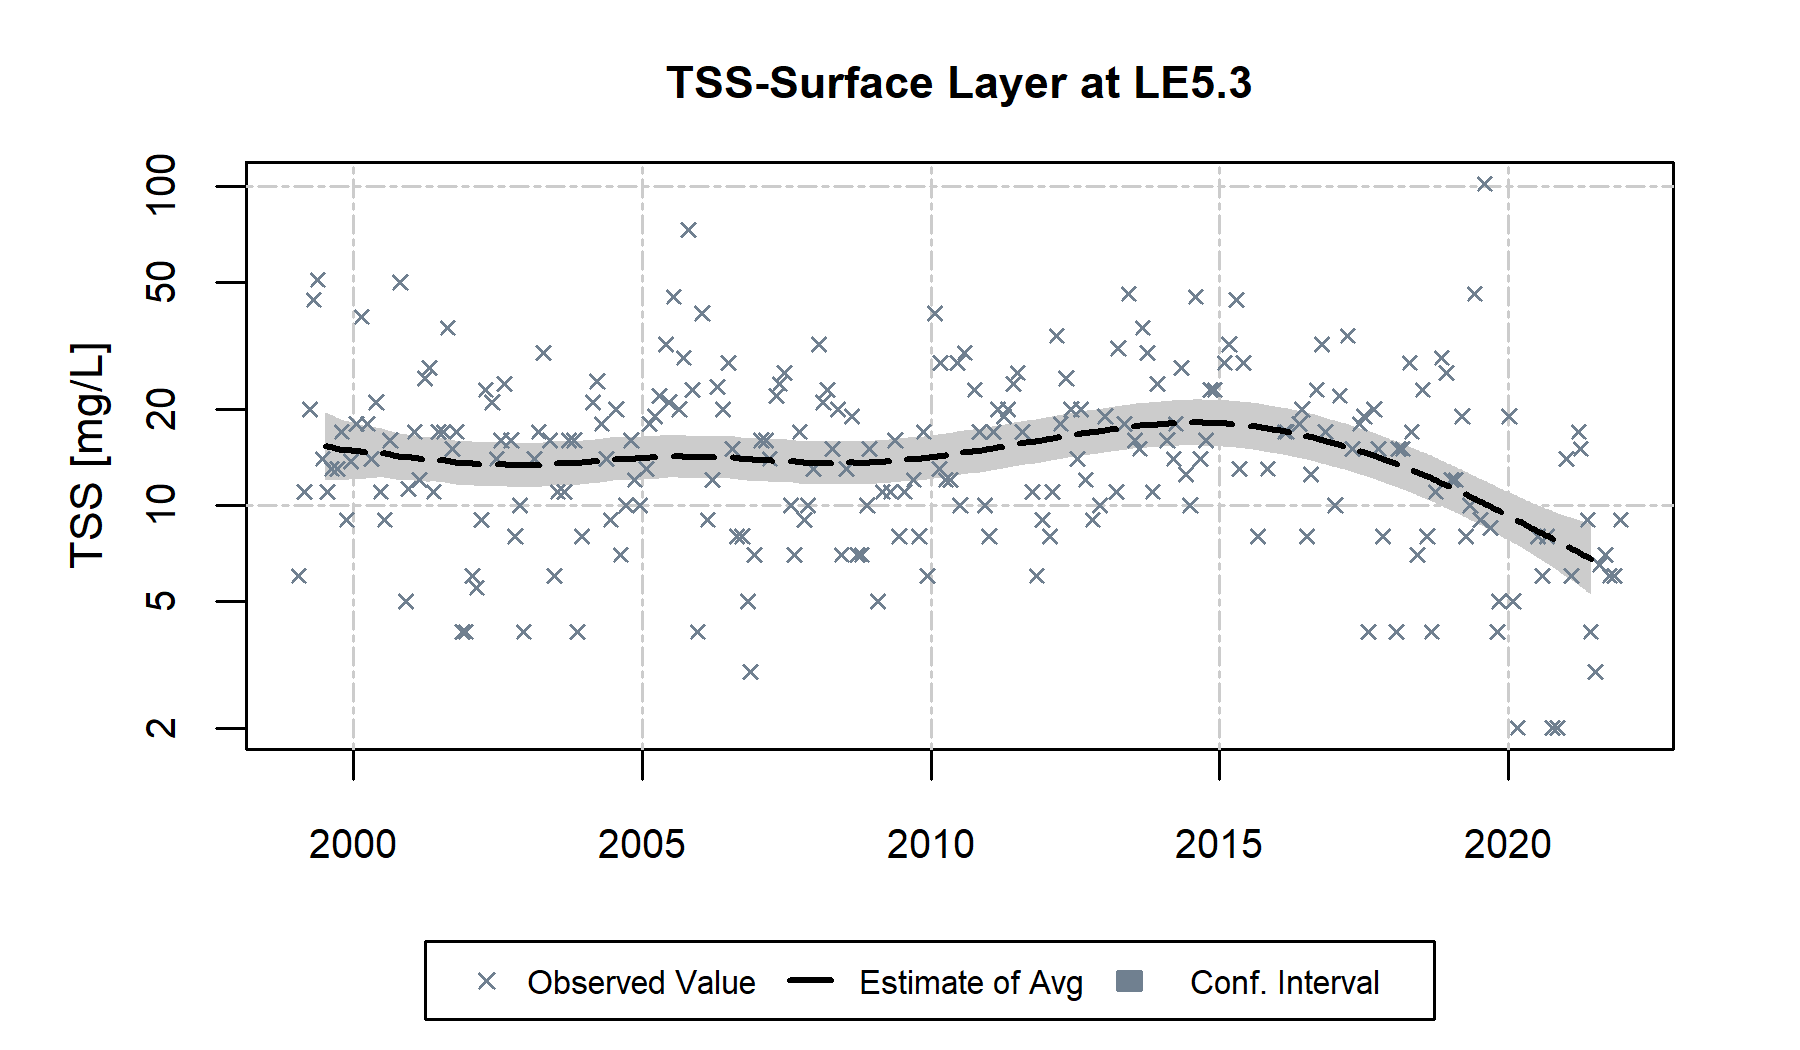 TSS-Surface Layer at LE5.3
TSS [mg/L]
100
50
20
10
5
2
2000 2005 2010 2015 2020
Observed Value Estimate of Avg Conf. Interval